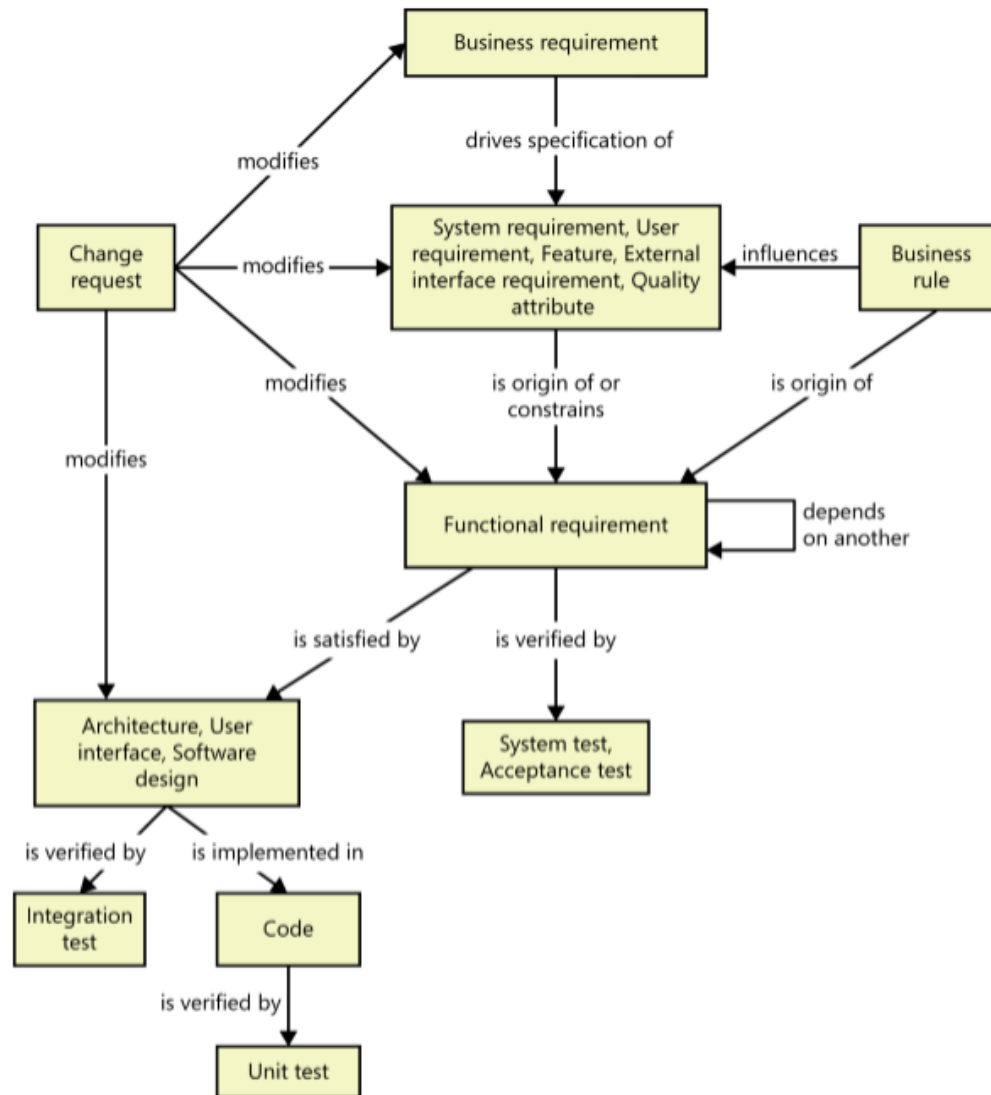 Business requirement
drives specification of
modifies
Change
request
modifies
System requirement, User
requirement, Feature, External
interface requirement, Quality
attribute
influences
Business
rule
modifies
is origin of or
constrains
is origin of
modifies
Functional requirement
depends
on another
is satisfied by
is verified by
Architecture, User
interface, Software
design
System test,
Acceptance test
is verified by
is implemented in
Integration
test
Code
is verified by
Unit test